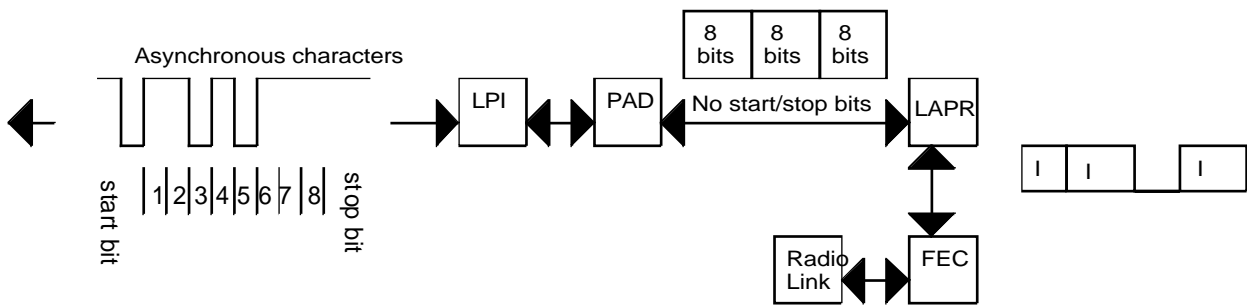 Asynchronous characters
8 bits
8 bits
8 bits
LPI
PAD
No start/stop bits
LAPR
I
I
I
start bit
1 2 3 4 5 6 7 8
stop bit
Radio Link
FEC